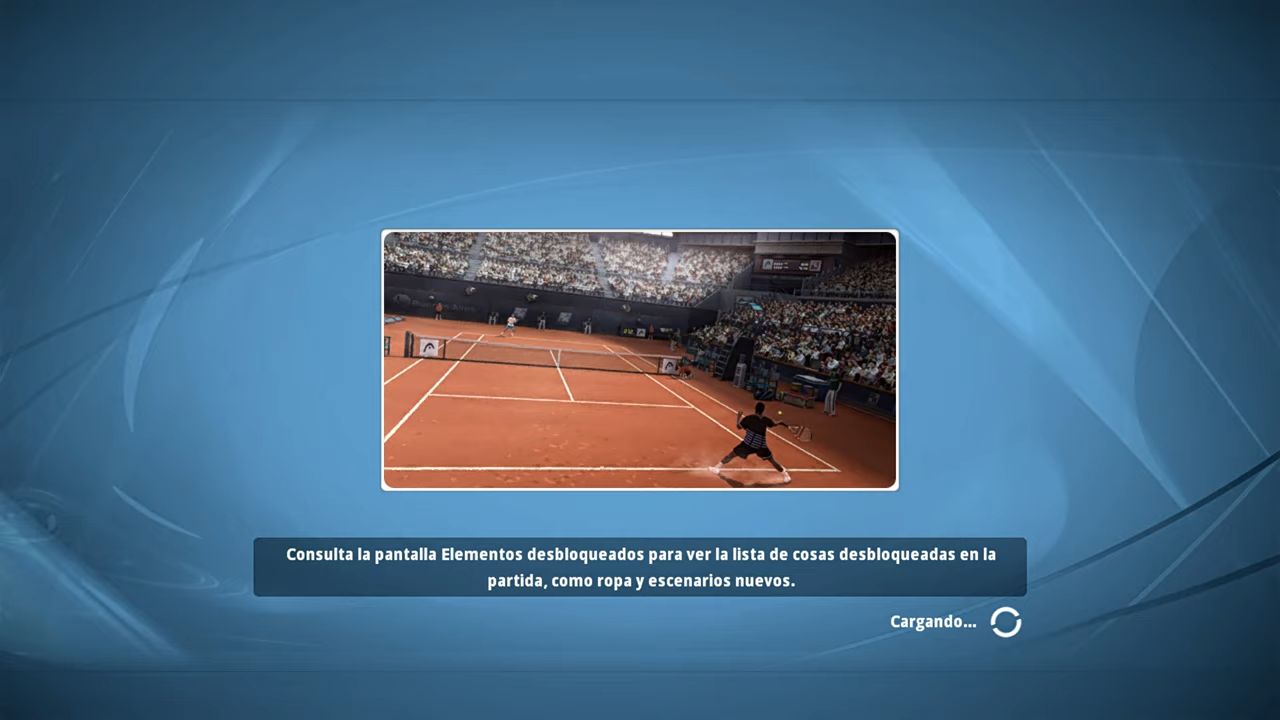 Consulta la pantalla Elementos desbloqueados para ver la lista de cosas desbloqueadas en la
partida, como ropa y escenarios nuevos.
Cargando...